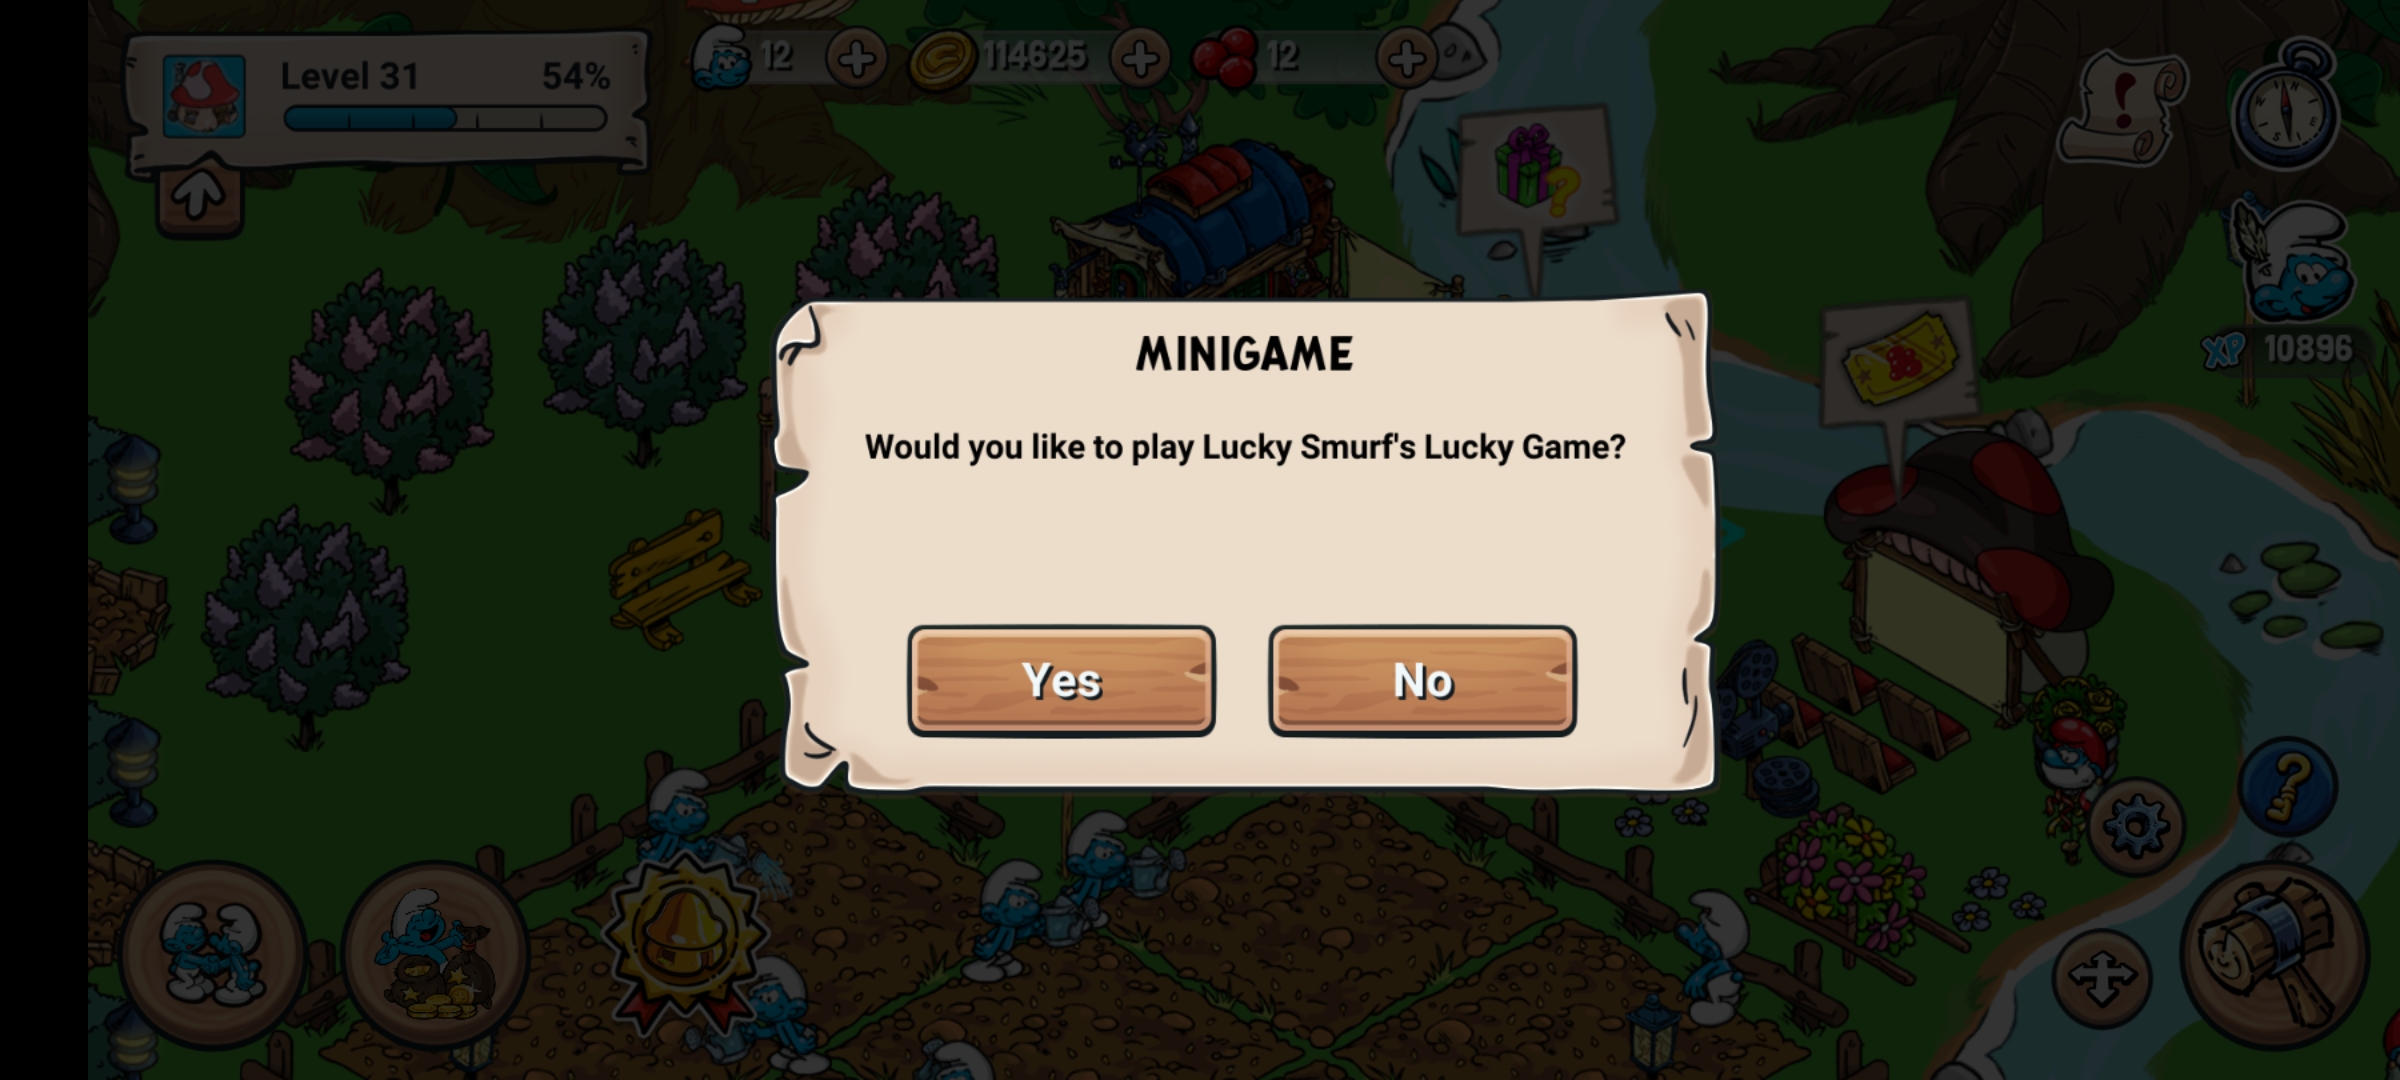 Level 31 54%
12
114625
12
XP 10896
MINIGAME
Would you like to play Lucky Smurf's Lucky Game?
Yes
No